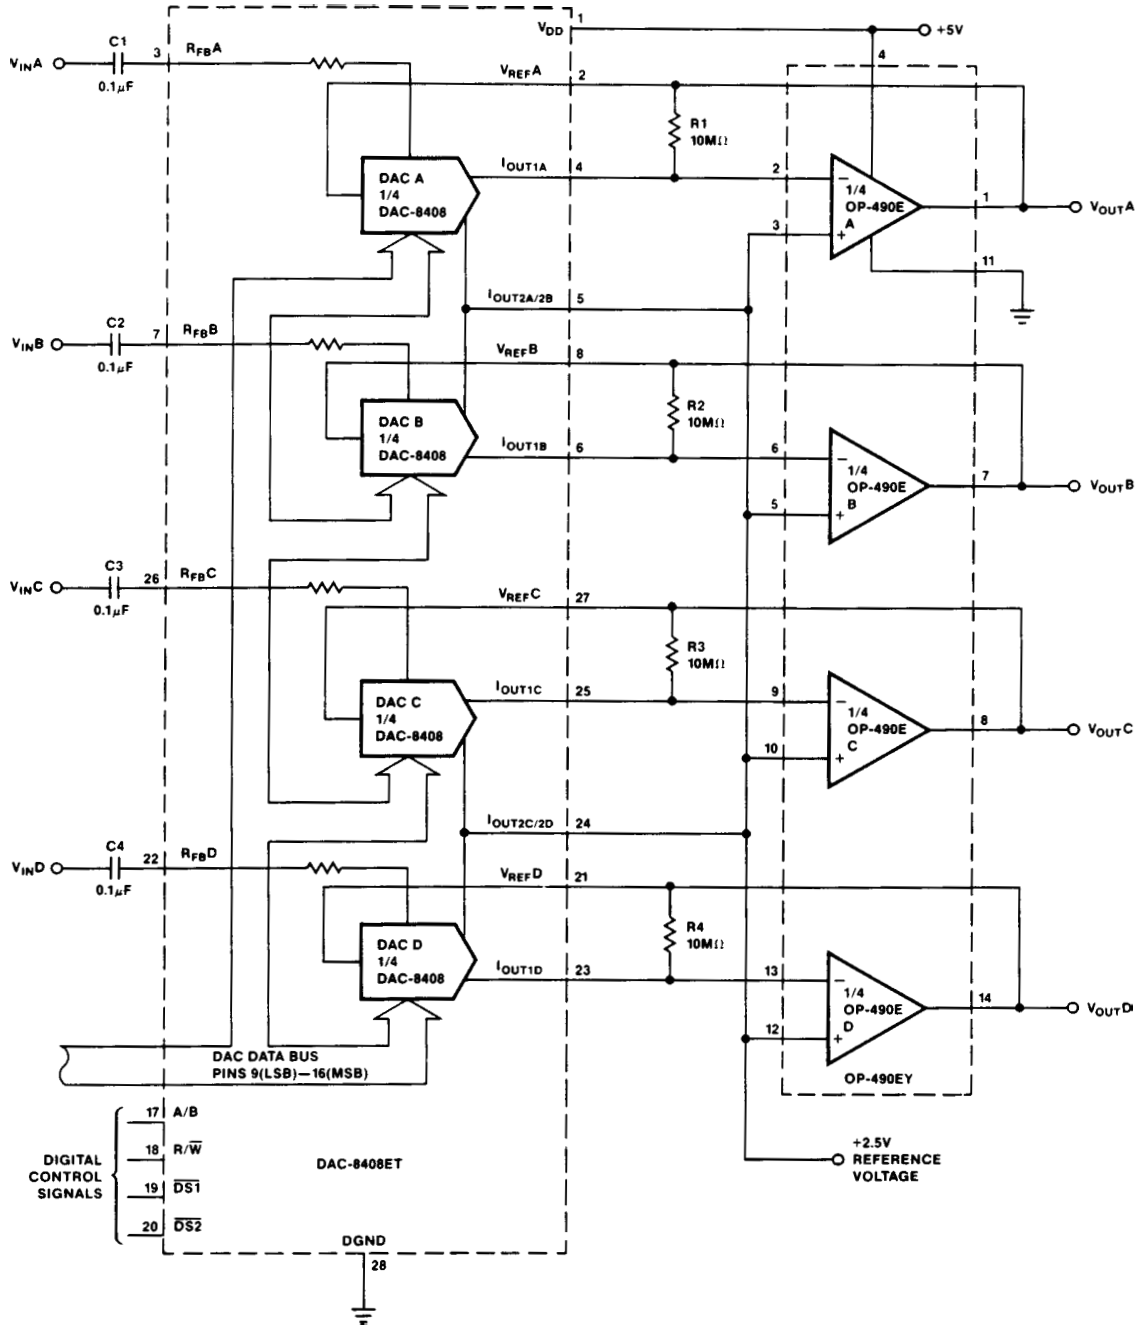 VDD 1 +5V
4
VINA C1 0.1μF 3 RFBA
VREFA 2
R1 10MΩ
DAC A 1/4 DAC-8408
IOUT1A 4
2 − 1/4 OP-490E A + 3
1 VOUTA
11
IOUT2A/2B 5
VINB C2 0.1μF 7 RFBB
VREFB 8
R2 10MΩ
DAC B 1/4 DAC-8408
IOUT1B 6
6 − 1/4 OP-490E B + 5
7 VOUTB
VINC C3 0.1μF 26 RFBC
VREFC 27
R3 10MΩ
DAC C 1/4 DAC-8408
IOUT1C 25
9 − 1/4 OP-490E C + 10
8 VOUTC
IOUT2C/2D 24
VIND C4 0.1μF 22 RFBD
VREFD 21
R4 10MΩ
DAC D 1/4 DAC-8408
IOUT1D 23
13 − 1/4 OP-490E D + 12
14 VOUTD
OP-490EY
DAC DATA BUS
PINS 9(LSB)—16(MSB)
DIGITAL CONTROL SIGNALS
17 A/B
18 R/W̅
19 D̅S̅1̅
20 D̅S̅2̅
DAC-8408ET
+2.5V REFERENCE VOLTAGE
DGND
28